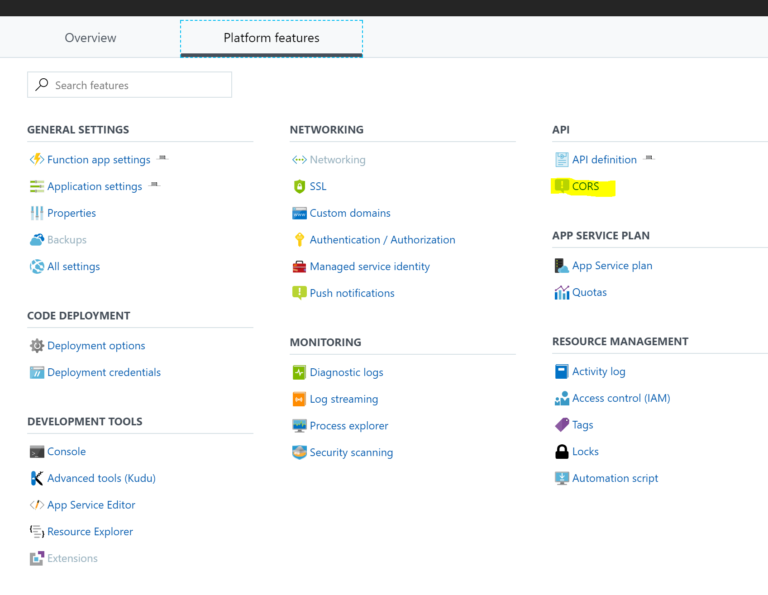 Overview
Platform features
Search features
GENERAL SETTINGS
Function app settings
Application settings
Properties
Backups
All settings
CODE DEPLOYMENT
Deployment options
Deployment credentials
DEVELOPMENT TOOLS
Console
Advanced tools (Kudu)
App Service Editor
Resource Explorer
Extensions
NETWORKING
Networking
SSL
Custom domains
Authentication / Authorization
Managed service identity
Push notifications
MONITORING
Diagnostic logs
Log streaming
Process explorer
Security scanning
API
API definition
CORS
APP SERVICE PLAN
App Service plan
Quotas
RESOURCE MANAGEMENT
Activity log
Access control (IAM)
Tags
Locks
Automation script